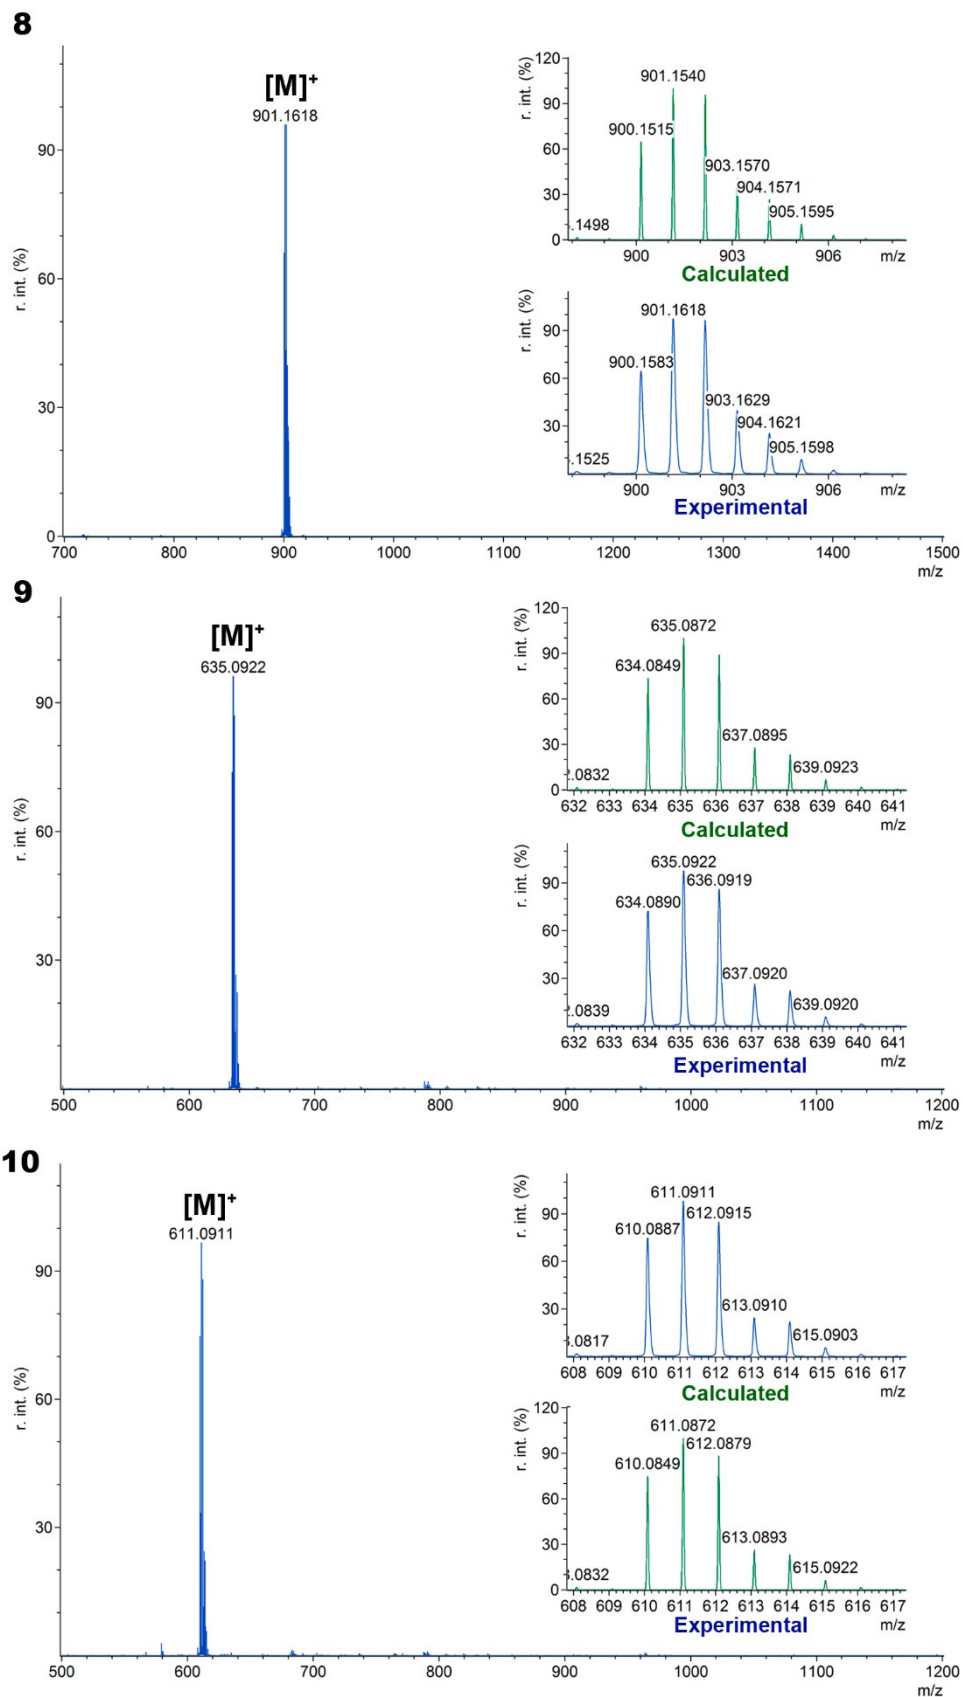 8
[M]⁺
901.1618
r. int. (%)
90
60
30
0
700 800 900 1000 1100 1200 1300 1400 1500
m/z
r. int. (%)
120
90
60
30
0
901.1540
900.1515
903.1570
904.1571
905.1595
.1498
900 903 906 m/z
Calculated
r. int. (%)
90
60
30
901.1618
900.1583
903.1629
904.1621
905.1598
.1525
900 903 906 m/z
Experimental
9
[M]⁺
635.0922
r. int. (%)
90
60
30
500 600 700 800 900 1000 1100 1200
m/z
r. int. (%)
120
90
60
30
0
635.0872
634.0849
637.0895
639.0923
.0832
632 633 634 635 636 637 638 639 640 641
m/z
Calculated
r. int. (%)
90
60
30
635.0922
636.0919
634.0890
637.0920
639.0920
.0839
632 633 634 635 636 637 638 639 640 641
m/z
Experimental
10
[M]⁺
611.0911
r. int. (%)
90
60
30
500 600 700 800 900 1000 1100 1200
m/z
r. int. (%)
90
60
30
611.0911
612.0915
610.0887
613.0910
615.0903
.0817
608 609 610 611 612 613 614 615 616 617
m/z
Calculated
r. int. (%)
120
90
60
30
0
611.0872
612.0879
610.0849
613.0893
615.0922
.0832
608 609 610 611 612 613 614 615 616 617
m/z
Experimental